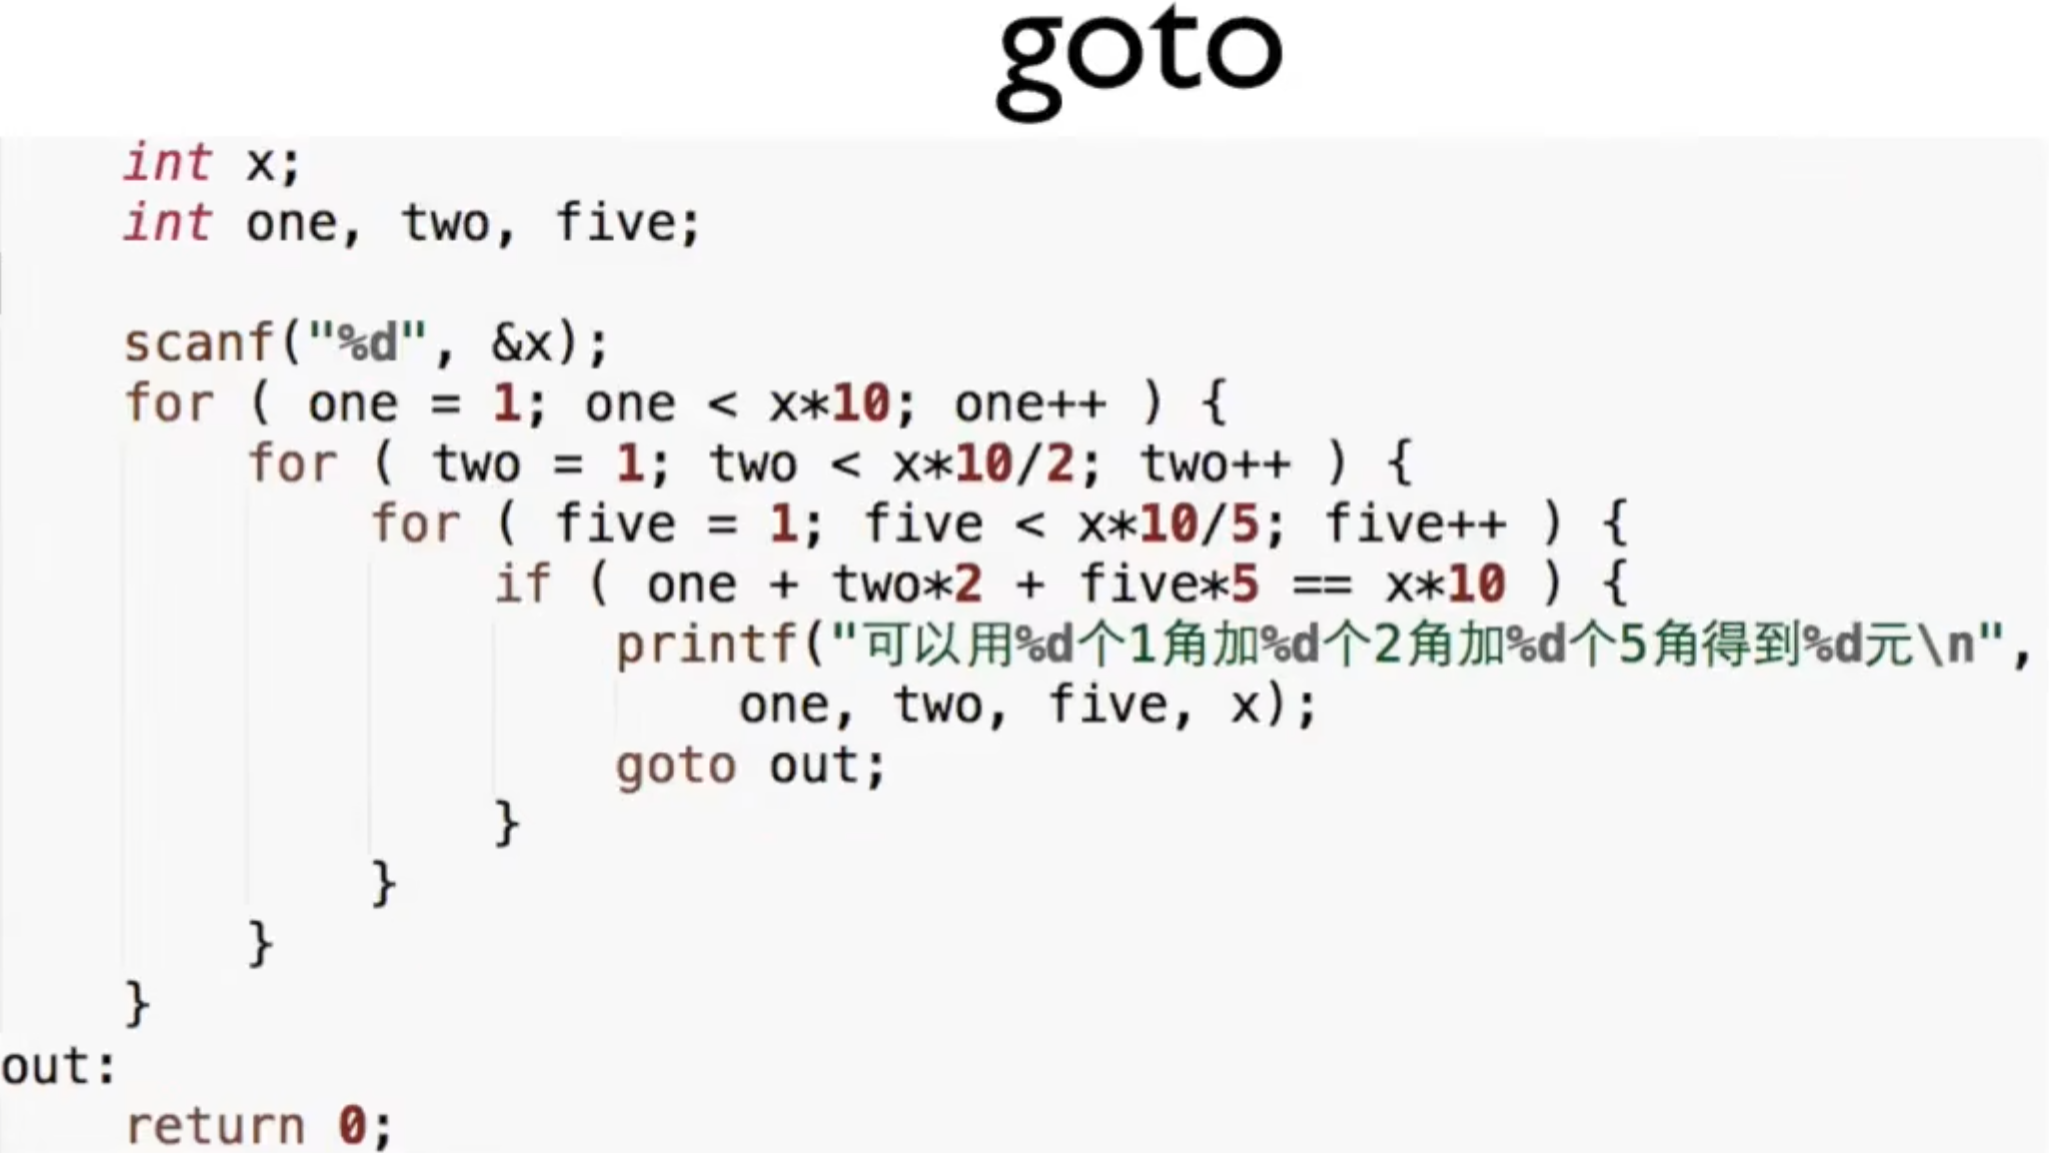 goto
int x;
int one, two, five;
scanf("%d", &x);
for ( one = 1; one < x*10; one++ ) {
for ( two = 1; two < x*10/2; two++ ) {
for ( five = 1; five < x*10/5; five++ ) {
if ( one + two*2 + five*5 == x*10 ) {
printf("可以用%d个1角加%d个2角加%d个5角得到%d元\n",
one, two, five, x);
goto out;
}
}
}
}
out:
return 0;